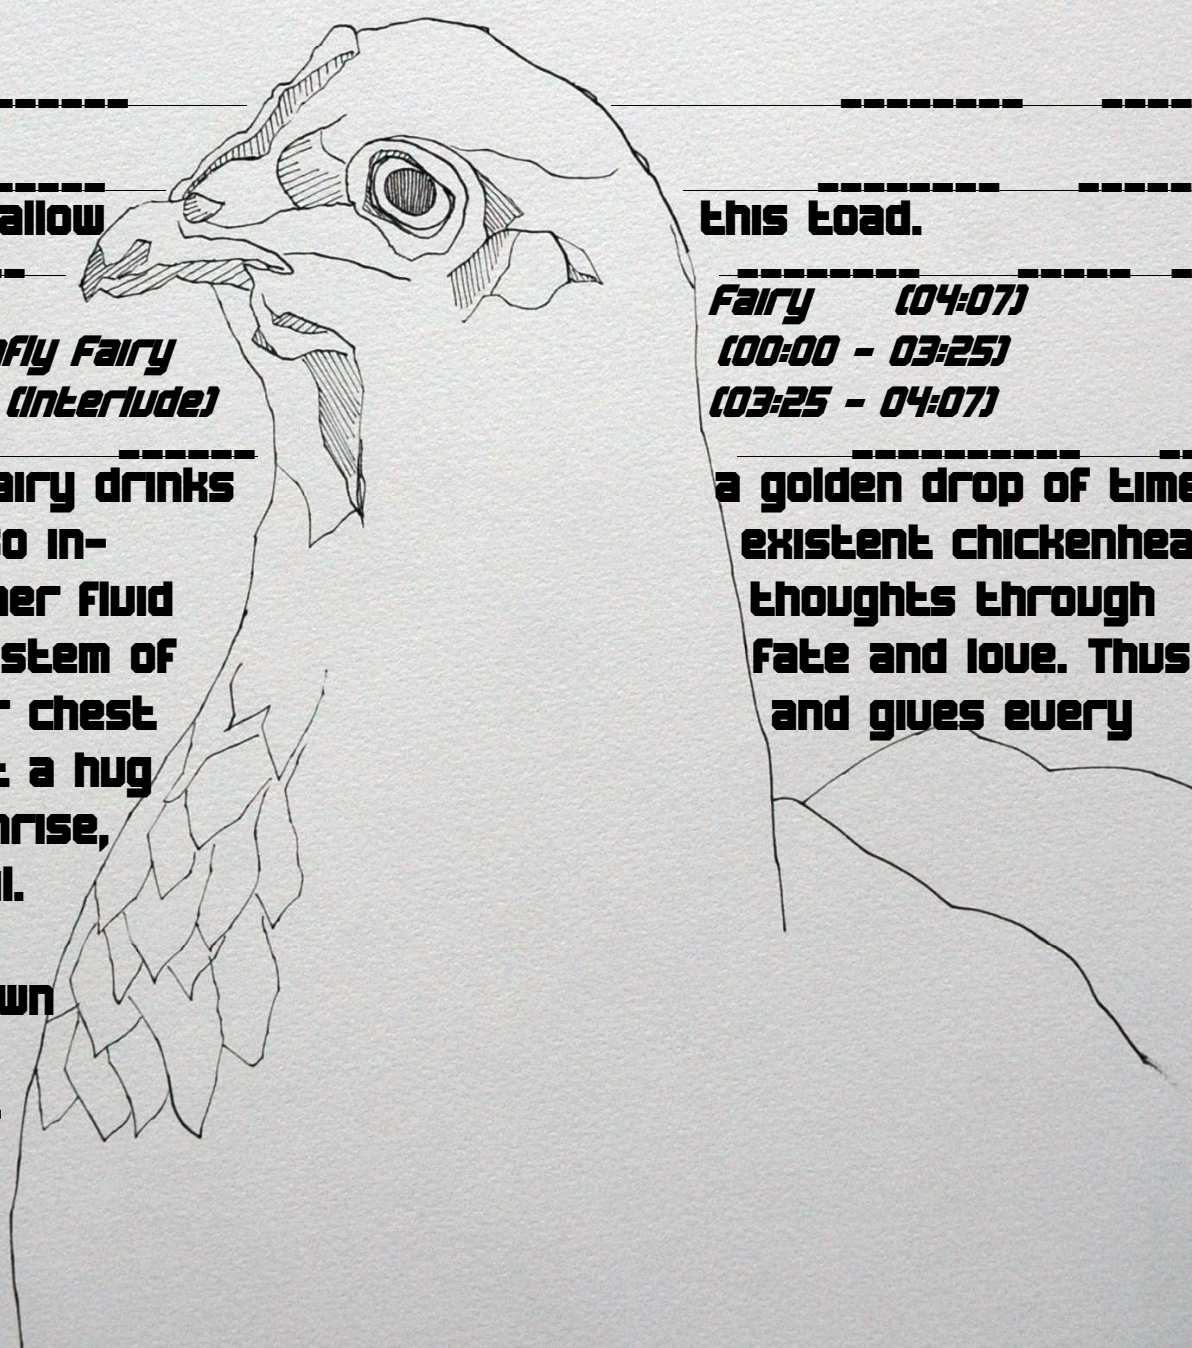 allow this toad.
Fairy (04:07)
fly Fairy (00:00 - 03:25)
(Interlude) (03:25 - 04:07)
airy drinks a golden drop of time
o in- existent chickenhea
er fluid thoughts through
stem of fate and love. Thus
chest and gives every
a hug
rise,
l.
wn